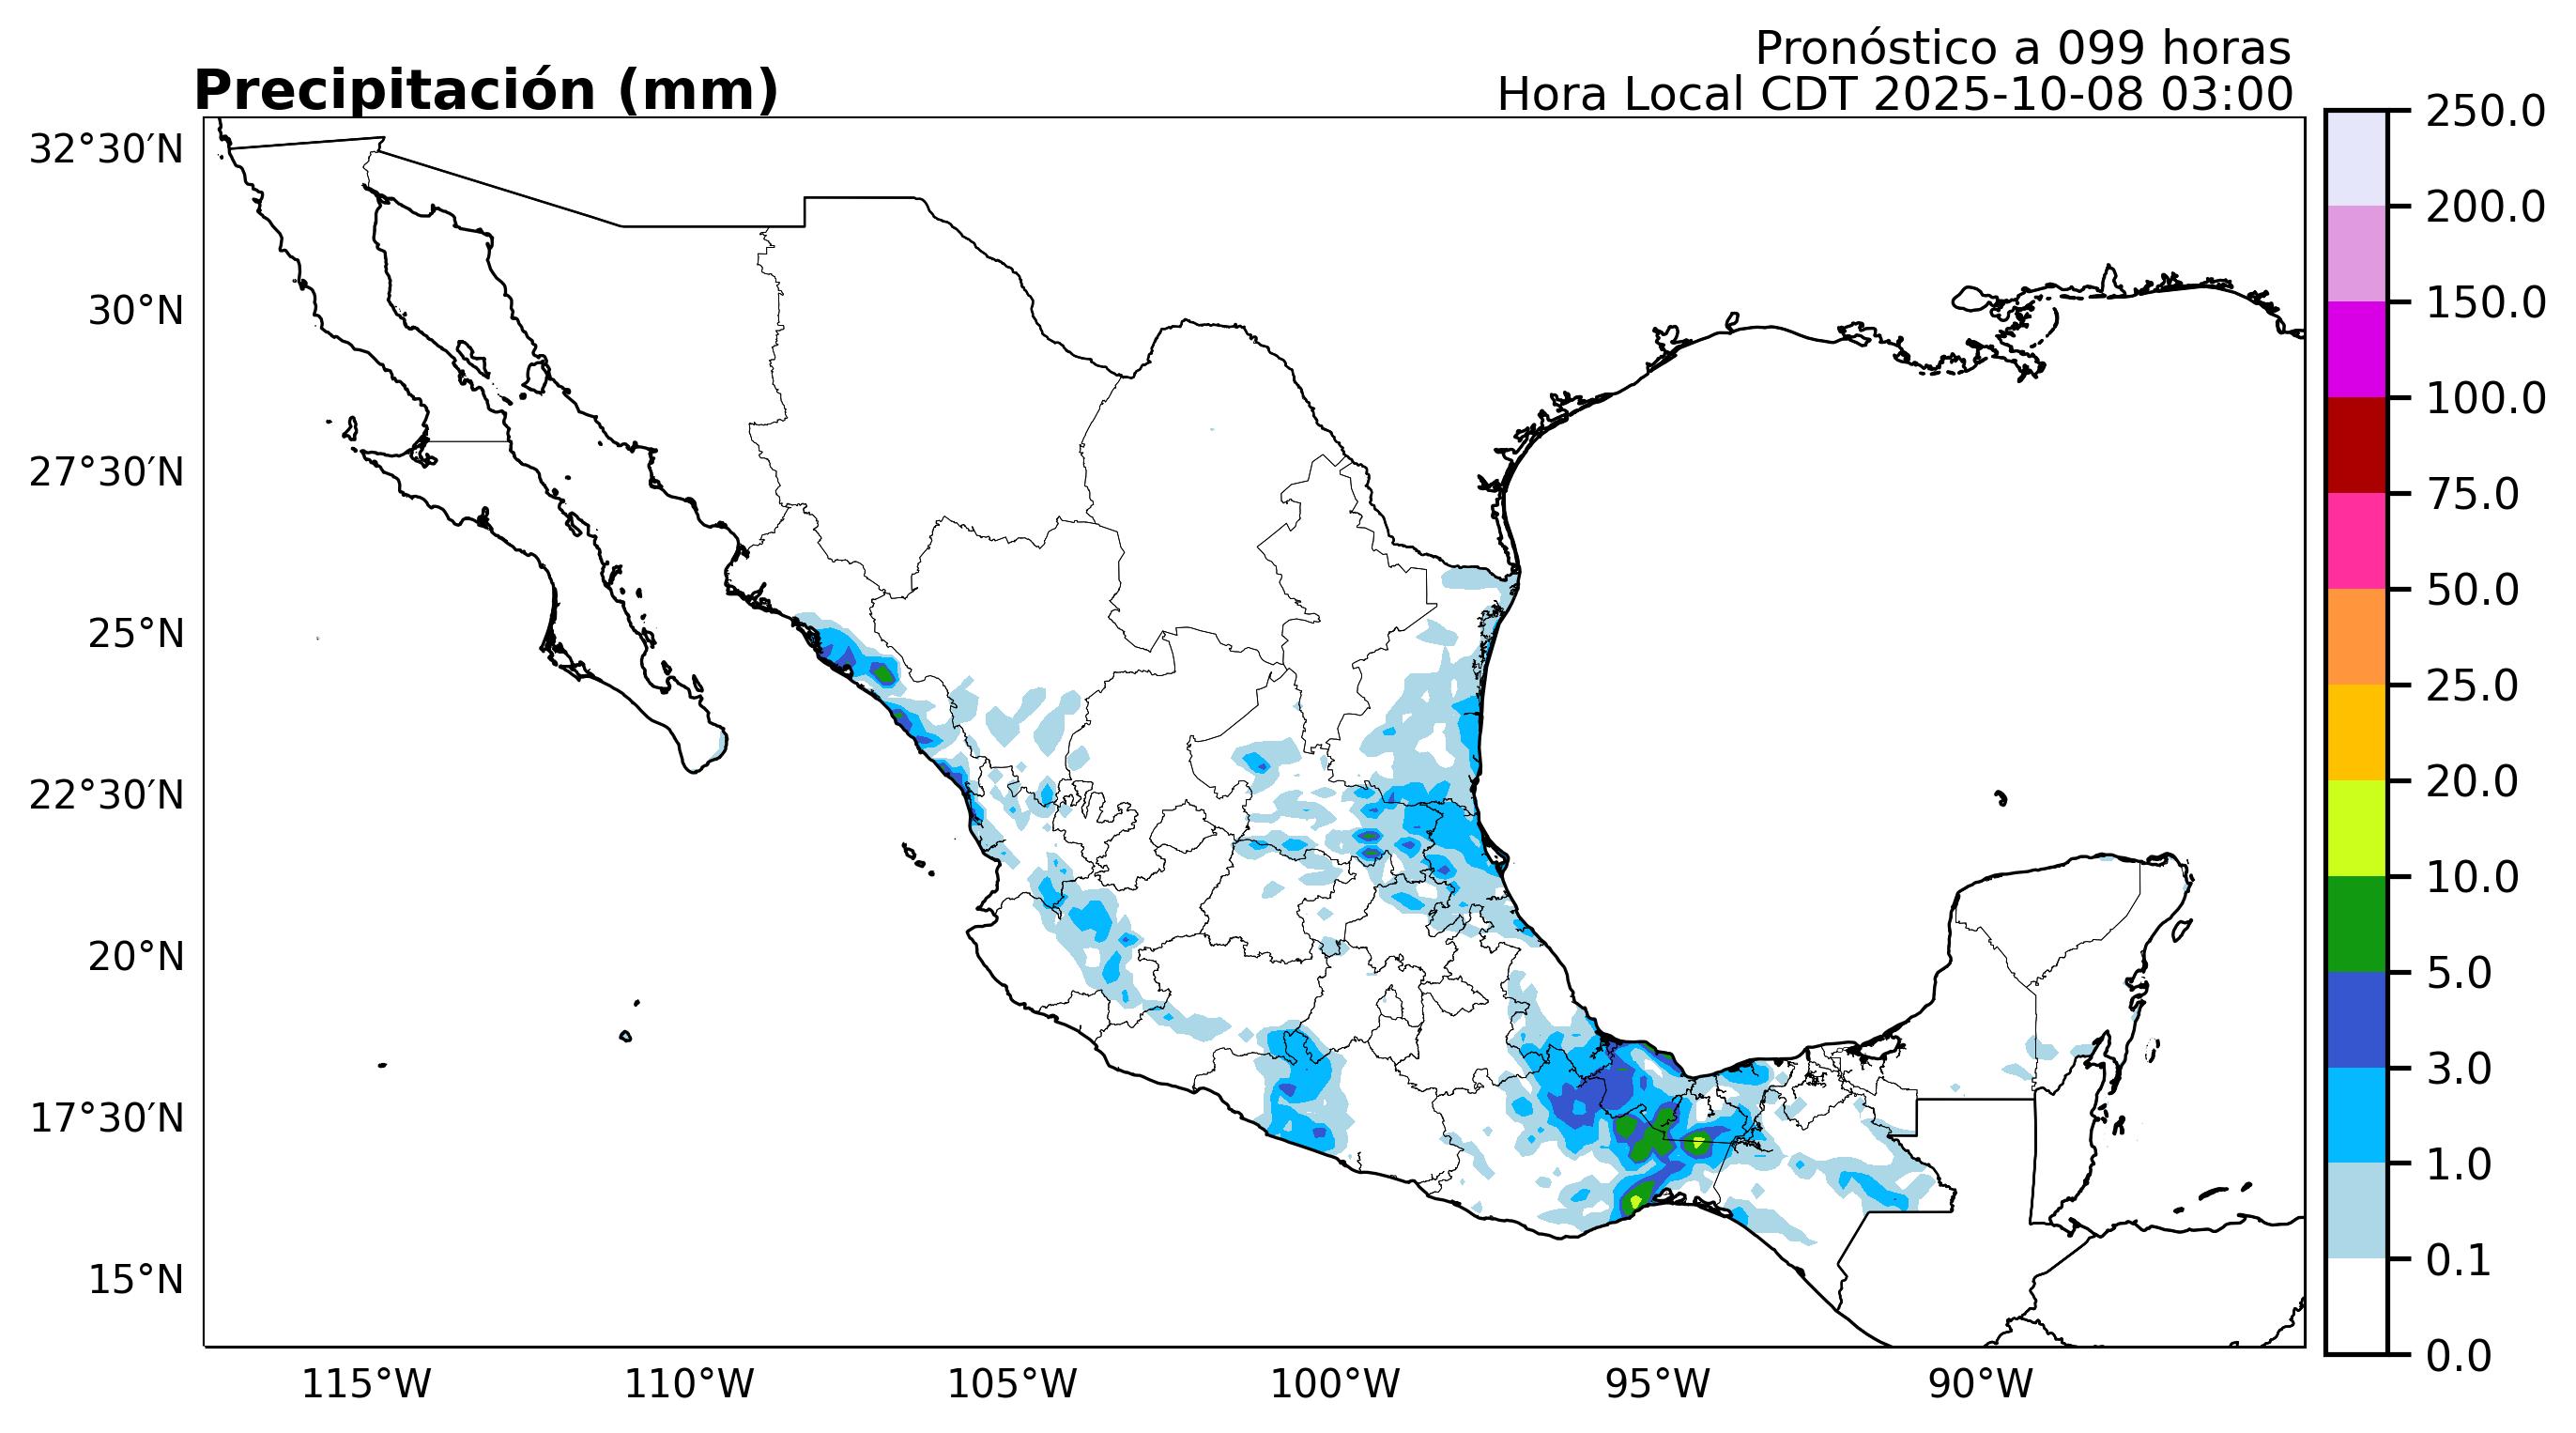 Pronóstico a 099 horas
Precipitación (mm)
Hora Local CDT 2025-10-08 03:00
32°30′N
30°N
27°30′N
25°N
22°30′N
20°N
17°30′N
15°N
115°W
110°W
105°W
100°W
95°W
90°W
250.0
200.0
150.0
100.0
75.0
50.0
25.0
20.0
10.0
5.0
3.0
1.0
0.1
0.0